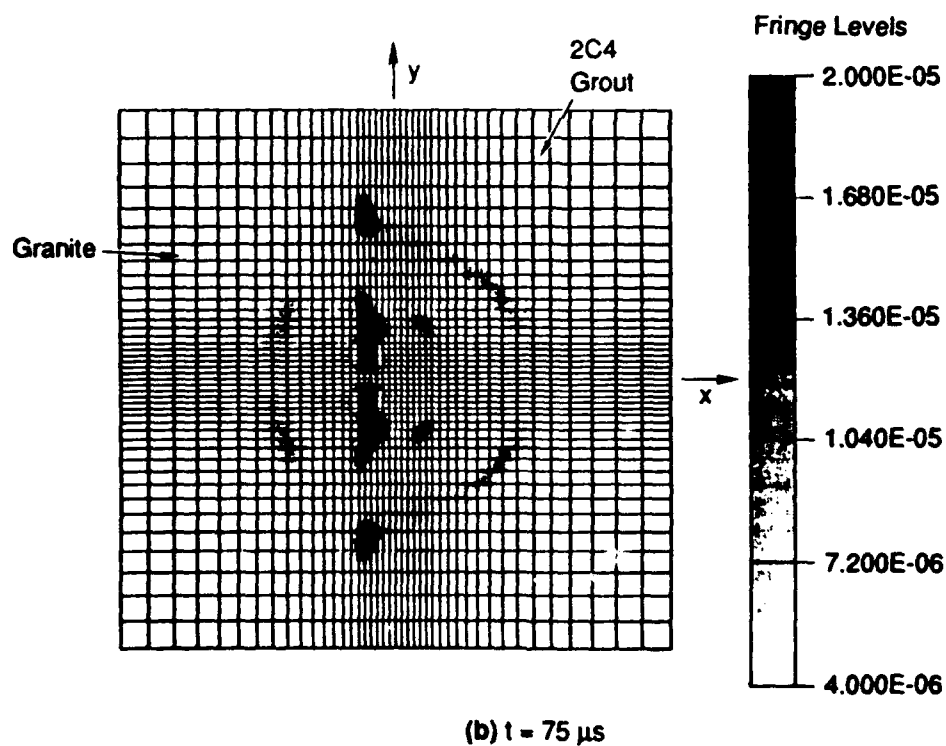 Fringe Levels
2C4
Grout
y
2.000E-05
1.680E-05
Granite
1.360E-05
x
1.040E-05
7.200E-06
4.000E-06
(b) t = 75 μs